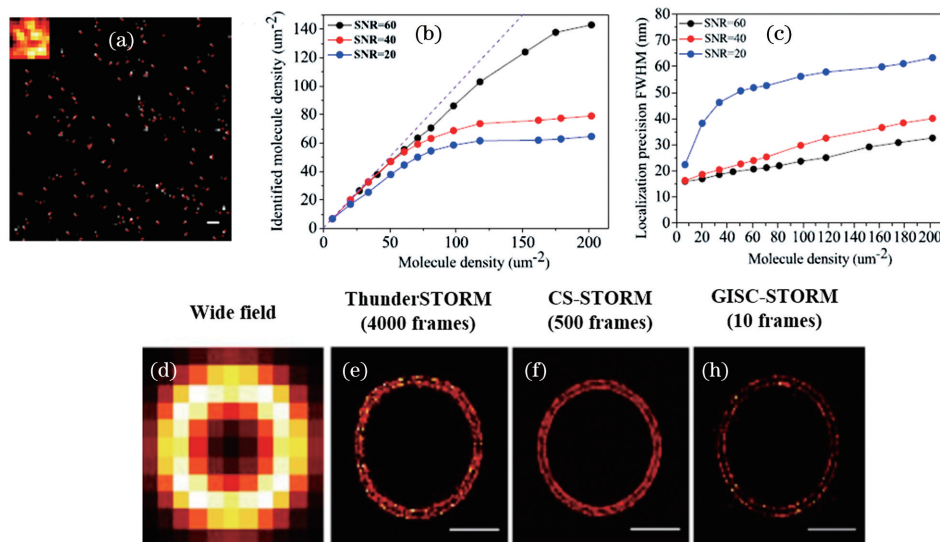 (a)
(b)
SNR=60
SNR=40
SNR=20
Identified molecule density (um-2)
140
120
100
80
60
40
20
0
0
50
100
150
200
Molecule density (um-2)
(c)
SNR=60
SNR=40
SNR=20
Localization precision FWHM (nm)
80
70
60
50
40
30
20
10
0
0
20
40
60
80
100
120
140
160
180
200
Molecule density (um-2)
Wide field
ThunderSTORM
(4000 frames)
CS-STORM
(500 frames)
GISC-STORM
(10 frames)
(d)
(e)
(f)
(h)